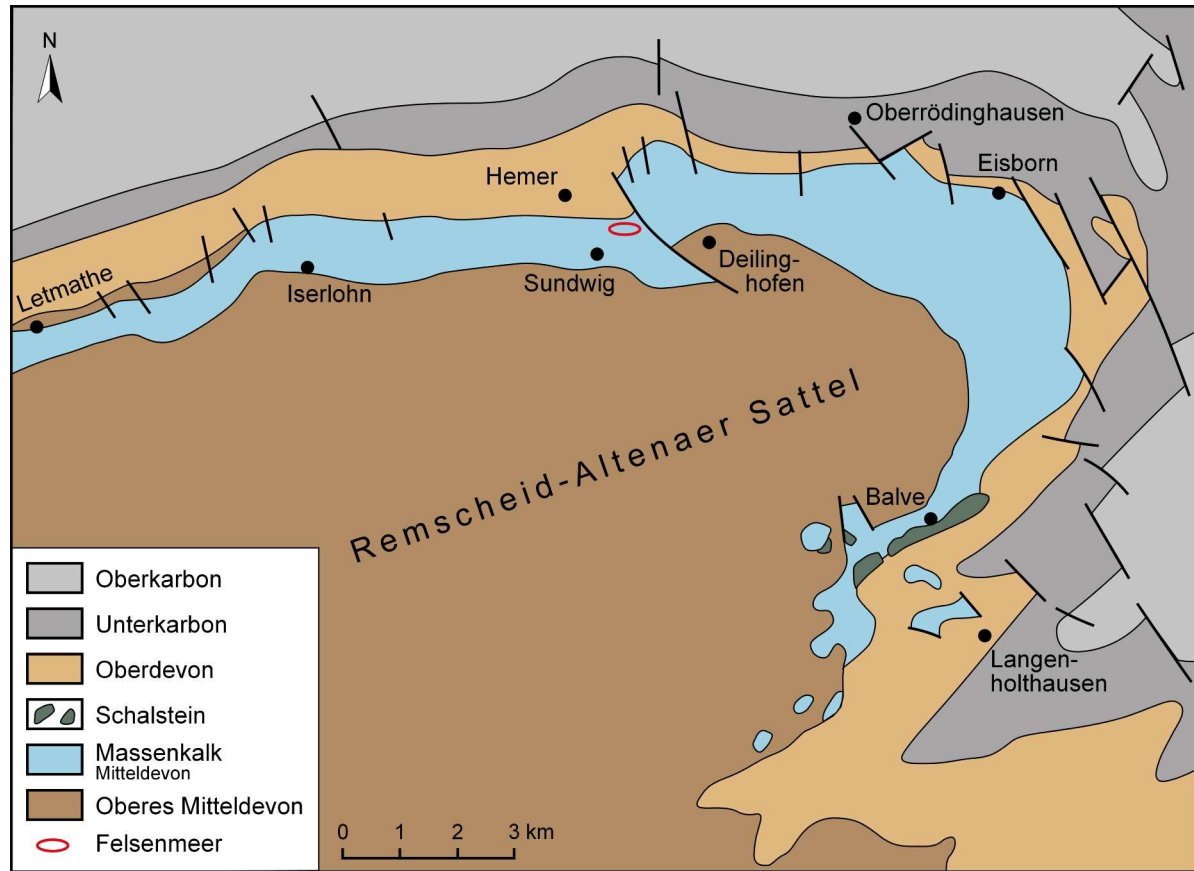 N
Oberrödinghausen
Eisborn
Hemer
Deiling-
hofen
Sundwig
Iserlohn
Letmathe
Remscheid-Altenaer Sattel
Balve
Langen-
holthausen
Oberkarbon
Unterkarbon
Oberdevon
Schalstein
Massenkalk
Mitteldevon
Oberes Mitteldevon
Felsenmeer
0 1 2 3 km